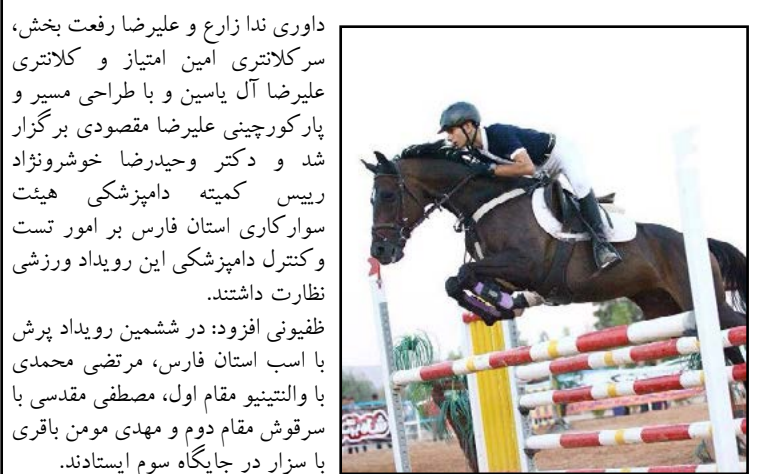 داوری ندا زارع و علیرضا رفعت بخش،
سرکلانتری امین امتیاز و کلانتری
علیرضا آل یاسین و با طراحی مسیر و
پارکورچینی علیرضا مقصودی برگزار
شد و دکتر وحیدرضا خوشرونژاد
رییس کمیته دامپزشکی هیئت
سوارکاری استان فارس بر امور تست
وکنترل دامپزشکی این رویداد ورزشی
نظارت داشتند.
ظفیونی افزود: در ششمین رویداد پرش
با اسب استان فارس، مرتضی محمدی
با والنتینیو مقام اول، مصطفی مقدسی با
سرقوش مقام دوم و مهدی مومن باقری
با سزار در جایگاه سوم ایستادند.